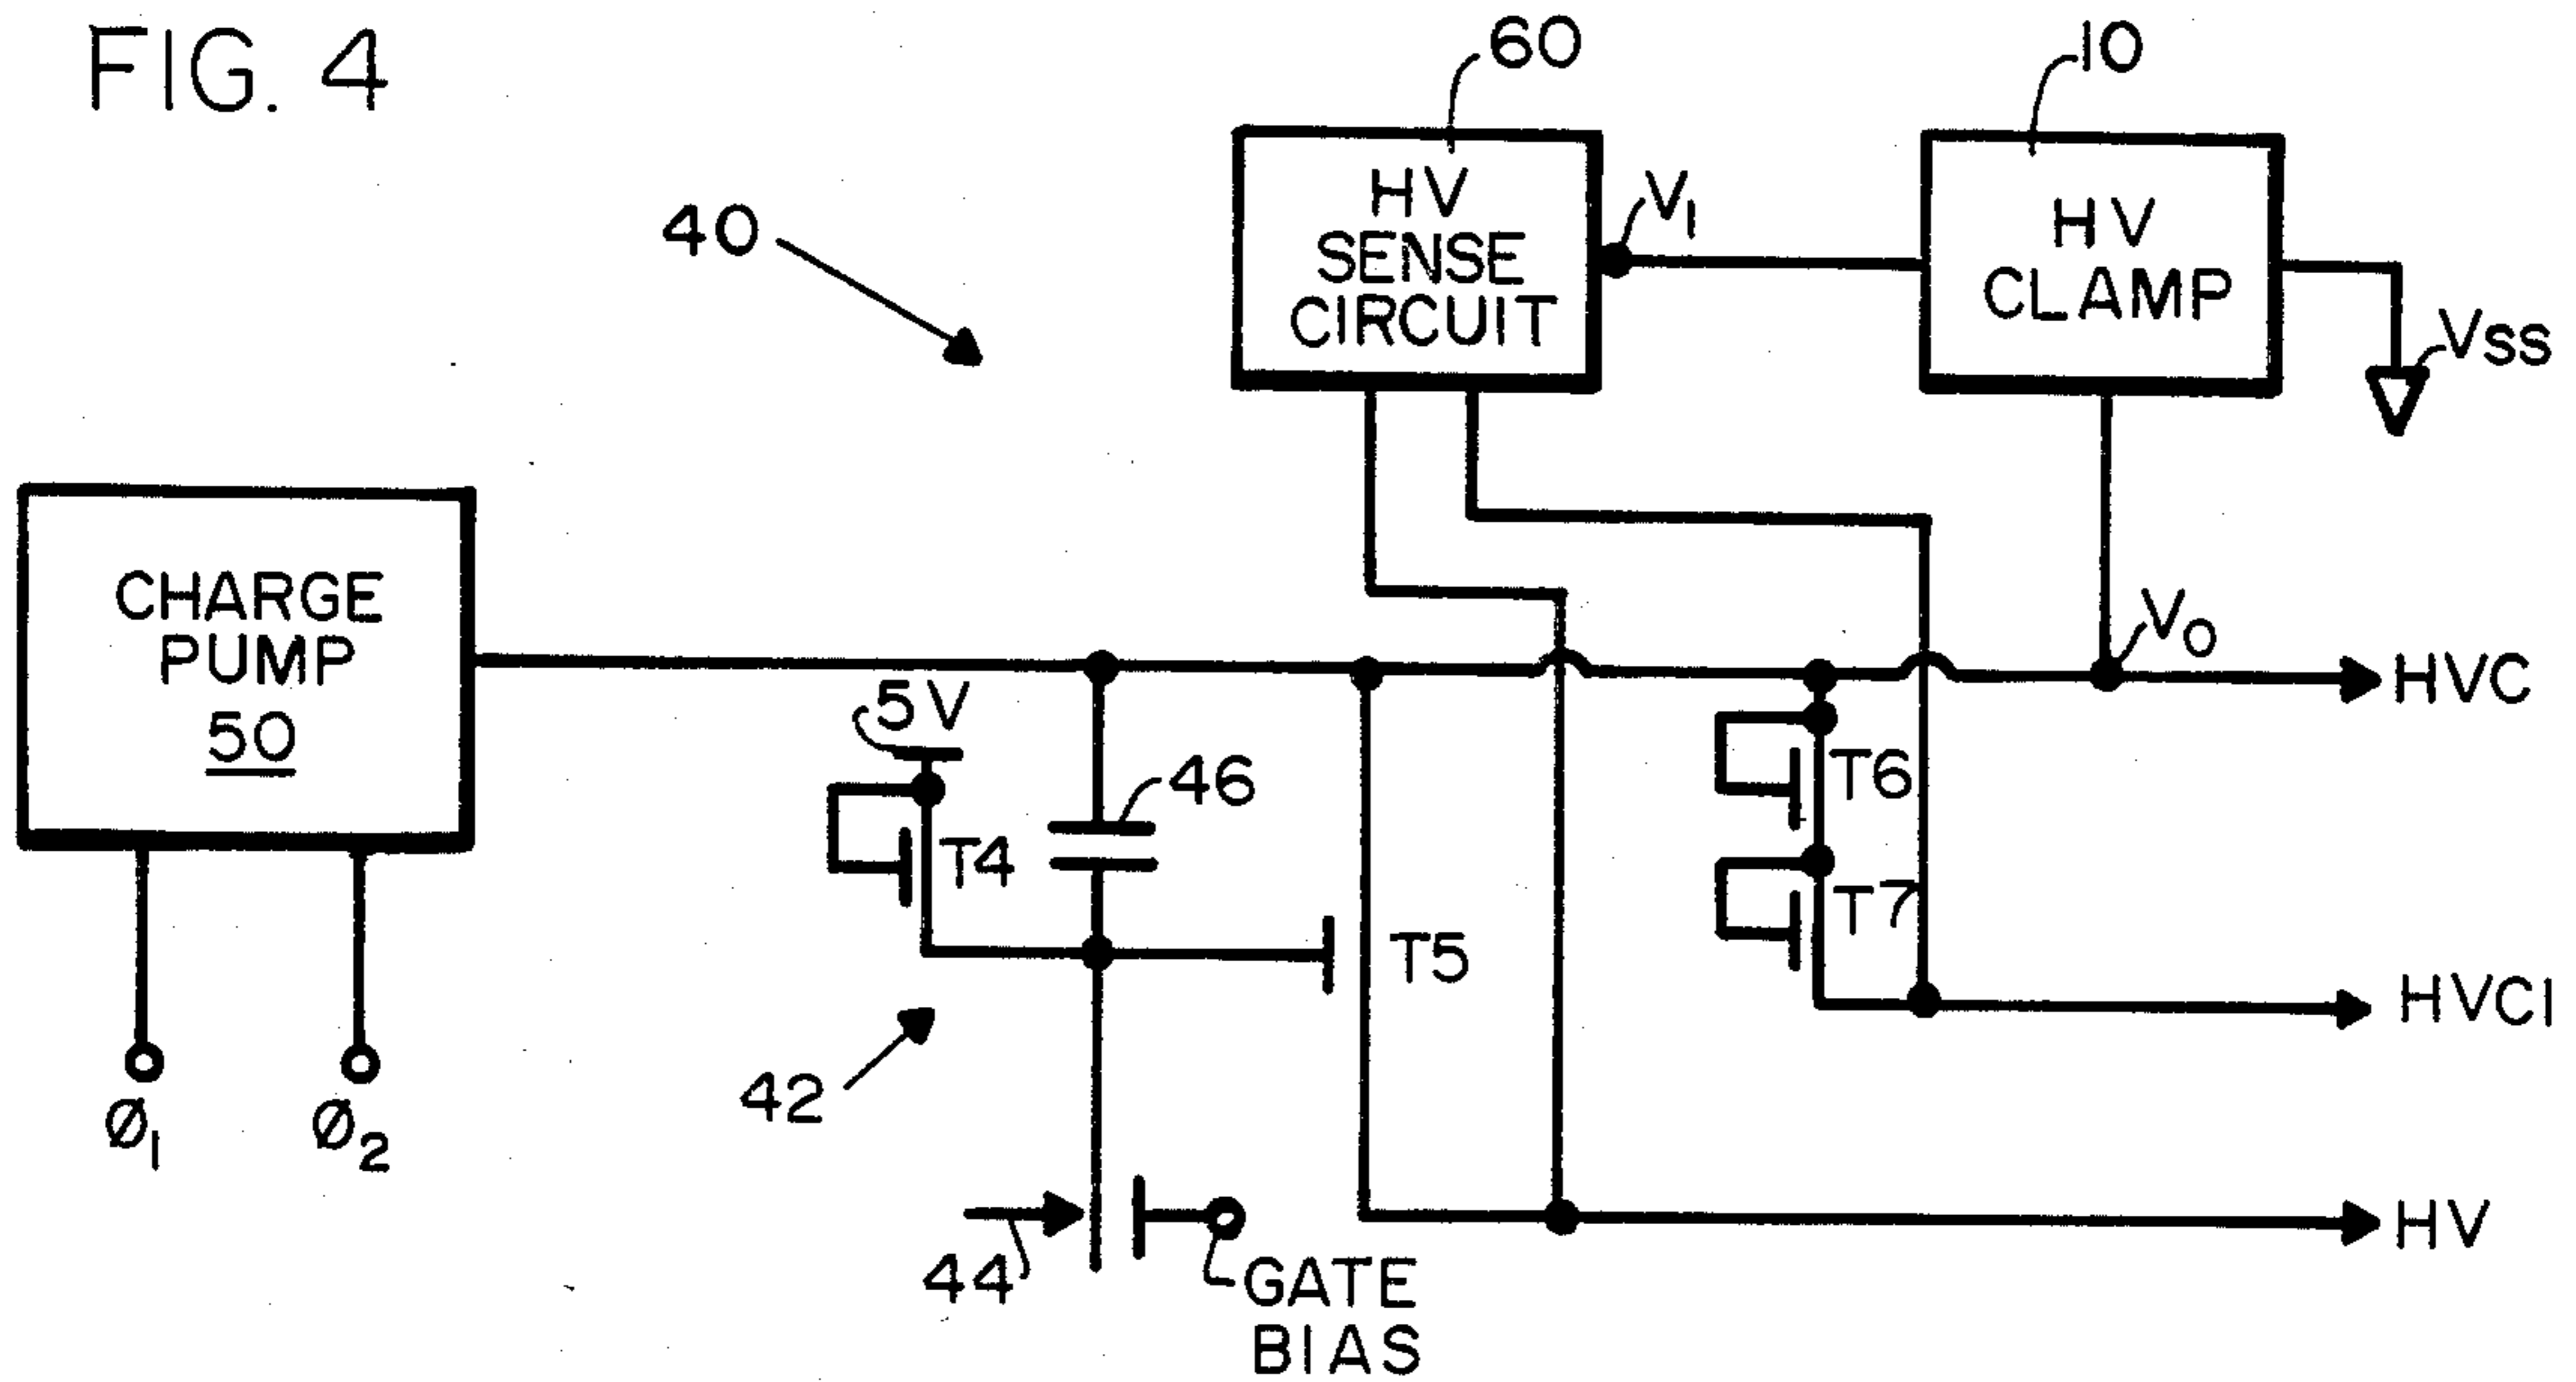 FIG. 4
60
10
HV
SENSE
CIRCUIT
V1
HV
CLAMP
VSS
40
CHARGE
PUMP
50
5V
46
T4
T5
T6
T7
VO
HVC
HVC1
HV
42
44
GATE
BIAS
Ø1
Ø2